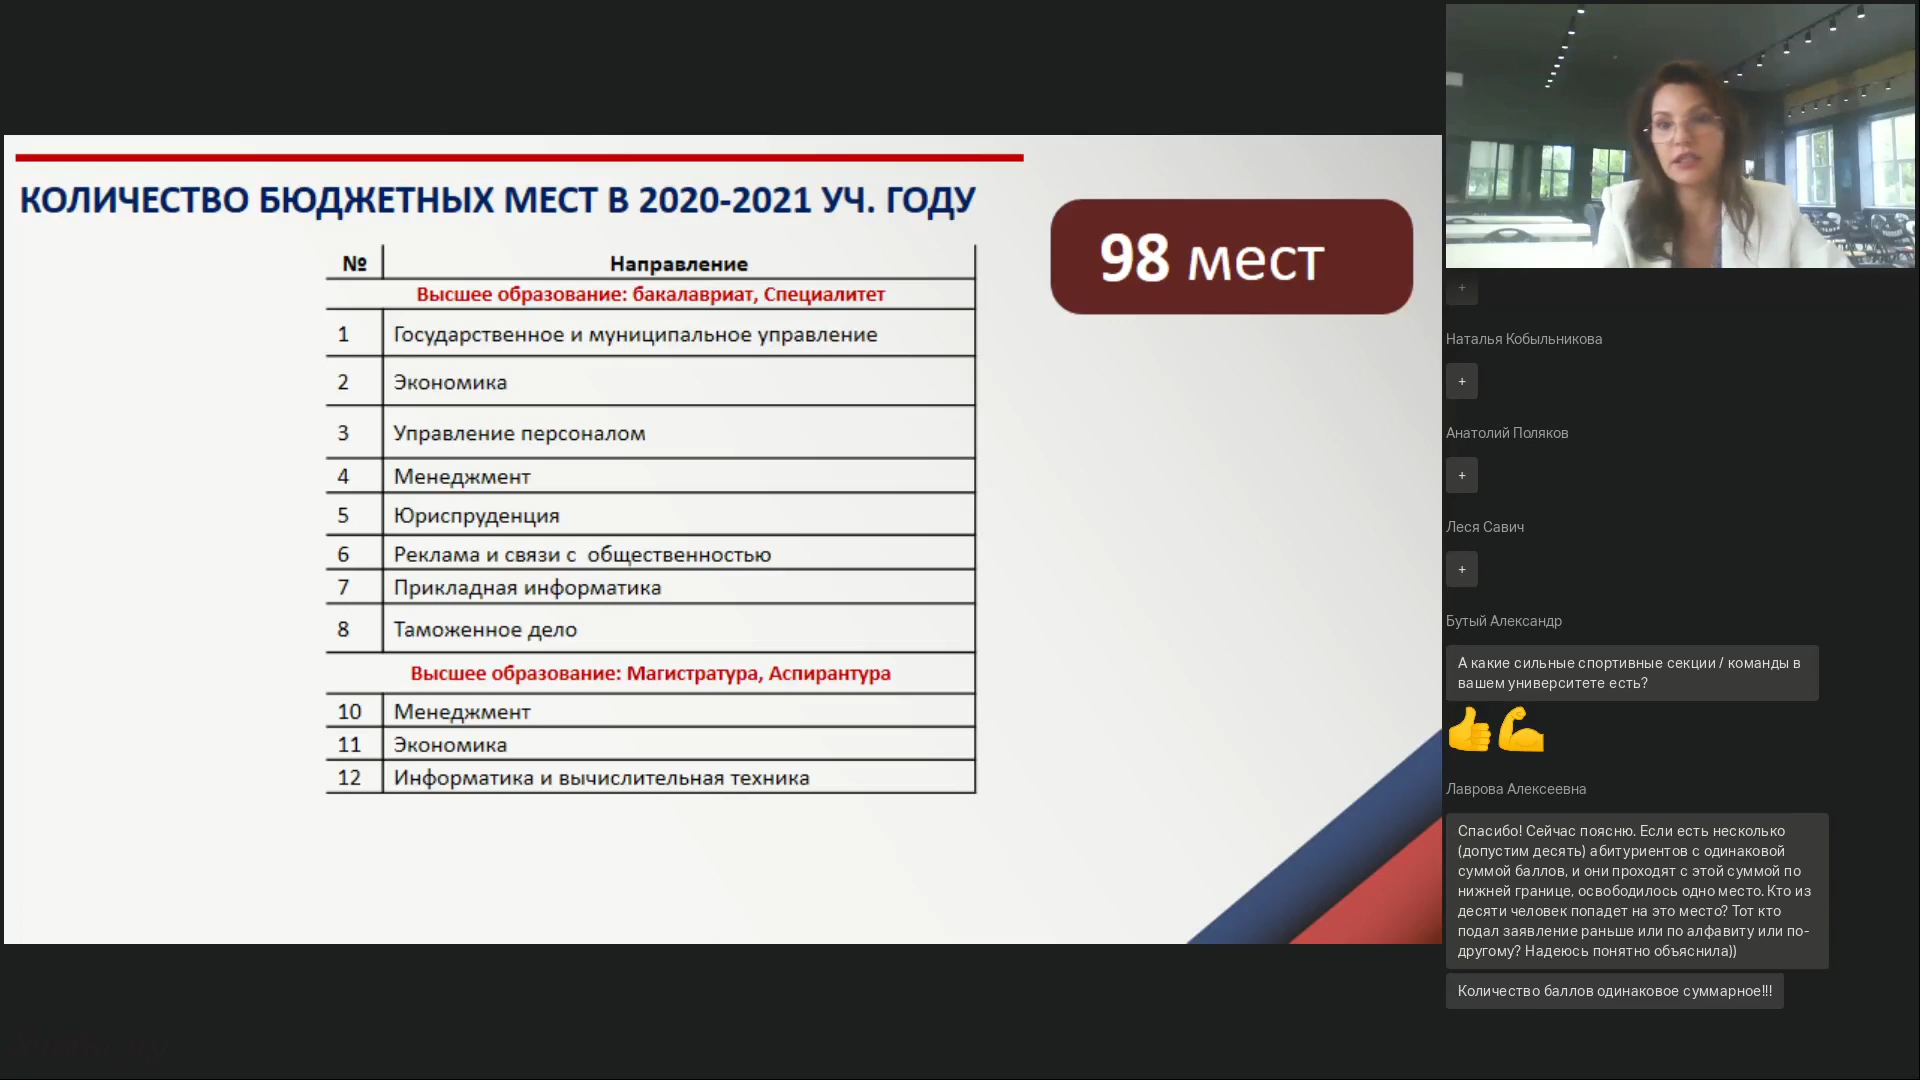 КОЛИЧЕСТВО БЮДЖЕТНЫХ МЕСТ В 2020-2021 УЧ. ГОДУ
98 мест
№ Направление
Высшее образование: бакалавриат, Специалитет
1 Государственное и муниципальное управление
2 Экономика
3 Управление персоналом
4 Менеджмент
5 Юриспруденция
6 Реклама и связи с общественностью
7 Прикладная информатика
8 Таможенное дело
Высшее образование: Магистратура, Аспирантура
10 Менеджмент
11 Экономика
12 Информатика и вычислительная техника
+
Наталья Кобыльникова
+
Анатолий Поляков
+
Леся Савич
+
Бутый Александр
А какие сильные спортивные секции / команды в
вашем университете есть?
Лаврова Алексеевна
Спасибо! Сейчас поясню. Если есть несколько
(допустим десять) абитуриентов с одинаковой
суммой баллов, и они проходят с этой суммой по
нижней границе, освободилось одно место. Кто из
десяти человек попадет на это место? Тот кто
подал заявление раньше или по алфавиту или по-
другому? Надеюсь понятно объяснила))
Количество баллов одинаковое суммарное!!!